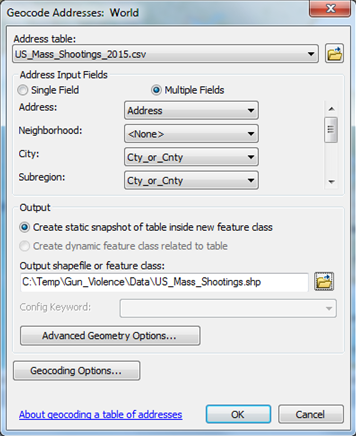 Geocode Addresses: World
Address table:
US_Mass_Shootings_2015.csv
Address Input Fields
Single Field Multiple Fields
Address: Address
Neighborhood: <None>
City: Cty_or_Cnty
Subregion: Cty_or_Cnty
Output
Create static snapshot of table inside new feature class
Create dynamic feature class related to table
Output shapefile or feature class:
C:\Temp\Gun_Violence\Data\US_Mass_Shootings.shp
Config Keyword:
Advanced Geometry Options...
Geocoding Options...
About geocoding a table of addresses OK Cancel